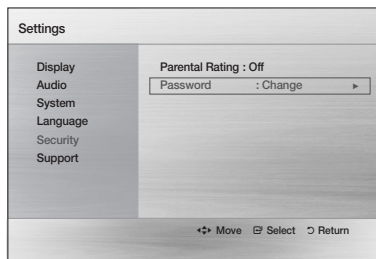 Settings
Display
Audio
System
Language
Security
Support
Parental Rating : Off
Password : Change ►
Move Select Return